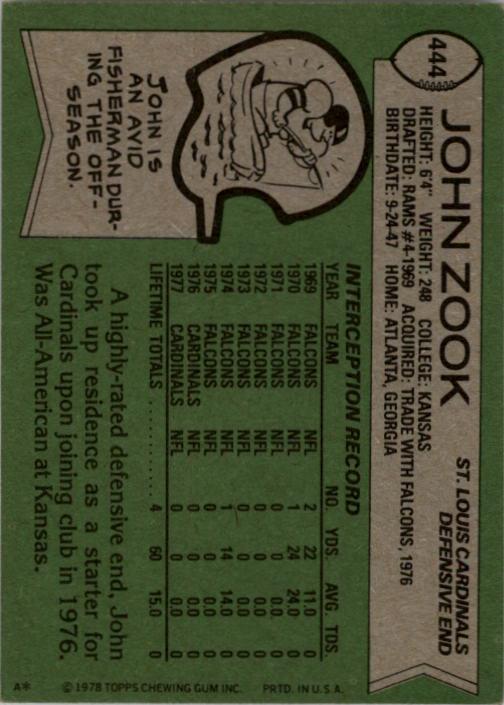 444
JOHN ZOOK
ST. LOUIS CARDINALS
DEFENSIVE END
HEIGHT: 6'4" WEIGHT: 248 COLLEGE: KANSAS
DRAFTED: RAMS #4-1969 ACQUIRED: TRADE WITH FALCONS, 1976
BIRTHDATE: 9-24-47 HOME: ATLANTA, GEORGIA
JOHN IS
AN AVID
FISHERMAN DUR-
ING THE OFF-
SEASON.
INTERCEPTION RECORD
YEAR TEAM NO. YDS. AVG. TDS.
1969 FALCONS NFL 2 22 11.0 0
1970 FALCONS NFL 1 24 24.0 0
1971 FALCONS NFL 0 0 0.0 0
1972 FALCONS NFL 0 0 0.0 0
1973 FALCONS NFL 0 0 0.0 0
1974 FALCONS NFL 1 14 14.0 0
1975 FALCONS NFL 0 0 0.0 0
1976 CARDINALS NFL 0 0 0.0 0
1977 CARDINALS NFL 0 0 0.0 0
LIFETIME TOTALS ........ 4 60 15.0 0
A highly-rated defensive end, John
took up residence as a starter for
Cardinals upon joining club in 1976.
Was All-American at Kansas.
A* © 1978 TOPPS CHEWING GUM INC. PRTD. IN U.S.A.